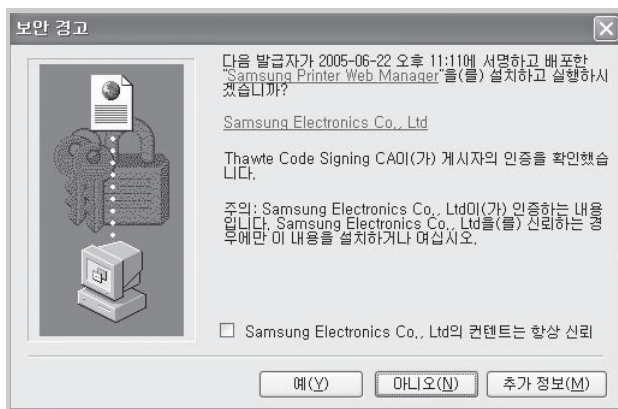 보안 경고
다음 발급자가 2005-06-22 오후 11:11에 서명하고 배포한
"Samsung Printer Web Manager"을(를) 설치하고 실행하시
겠습니까?
Samsung Electronics Co,, Ltd
Thawte Code Signing CA이(가) 게시자의 인증을 확인했습
니다.
주의: Samsung Electronics Co,, Ltd이(가) 인증하는 내용
입니다. Samsung Electronics Co,, Ltd을(를) 신뢰하는 경
우에만 이 내용을 설치하거나 여십시오.
Samsung Electronics Co,, Ltd의 컨텐트는 항상 신뢰
예(Y)
아니오(N)
추가 정보(M)